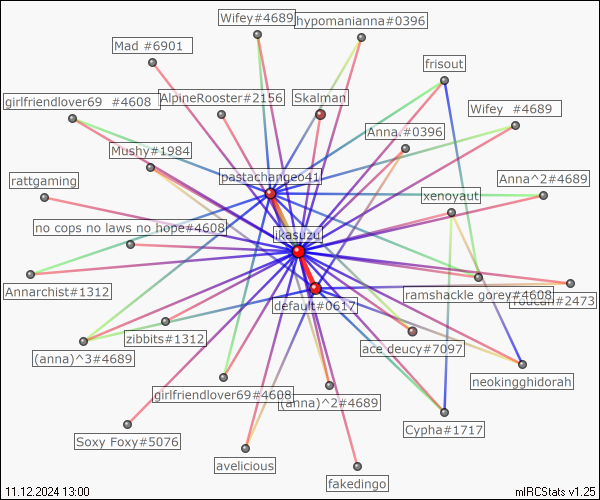 Wifey#4689
hypomanianna#0396
Mad #6901
frisout
girlfriendlover69 #4608
AlpineRooster#2156
Skalman
Wifey #4689
Anna #0396
Mushy#1984
pastachangeo41
rattgaming
Anna^2#4689
xenoyaut
no cops no laws no hope#4608
ikasuzu
Annarchist#1312
ramshackle gorey#4608
Toucan#2473
default#0617
zibbits#1312
(anna)^3#4689
ace deucy#7097
neokingghidorah
girlfriendlover69#4608
(anna)^2#4689
Cypha#1717
Soxy Foxy#5076
avelicious
fakedingo
11.12.2024 13:00
mIRCStats v1.25